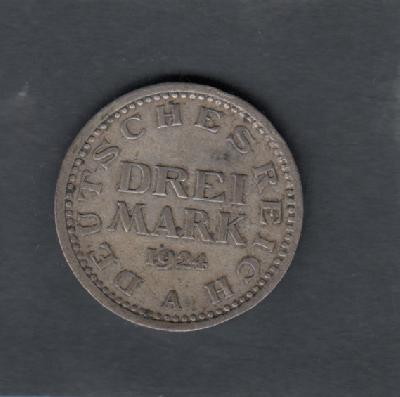 DEUTSCHES REICH
DREI
MARK
1924
A